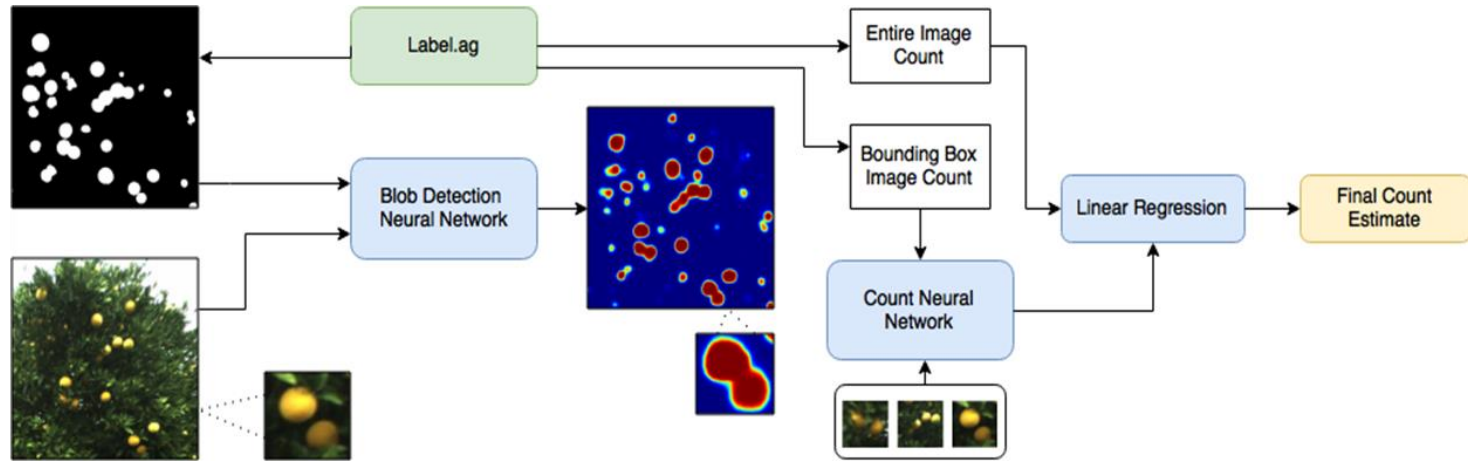 Label.ag
Entire Image
Count
Bounding Box
Image Count
Blob Detection
Neural Network
Linear Regression
Final Count
Estimate
Count Neural
Network